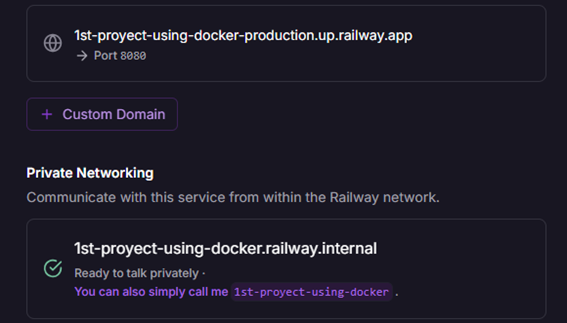 1st-proyect-using-docker-production.up.railway.app
→ Port 8080
+ Custom Domain
Private Networking
Communicate with this service from within the Railway network.
1st-proyect-using-docker.railway.internal
Ready to talk privately ·
You can also simply call me 1st-proyect-using-docker .